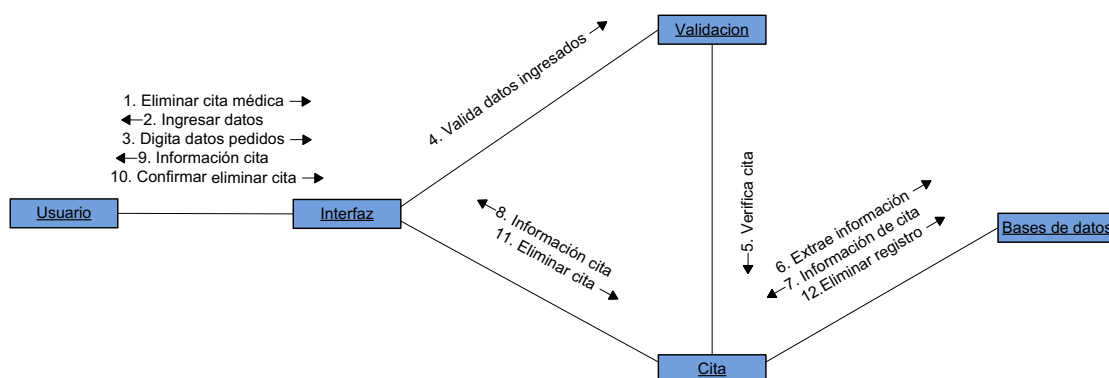 Validacion
1. Eliminar cita médica
2. Ingresar datos
3. Digita datos pedidos
9. Información cita
10. Confirmar eliminar cita
4. Valida datos ingresados
Usuario
Interfaz
8. Información cita
11. Eliminar cita
5. Verifica cita
6. Extrae información
7. Información de cita
12.Eliminar registro
Bases de datos
Cita